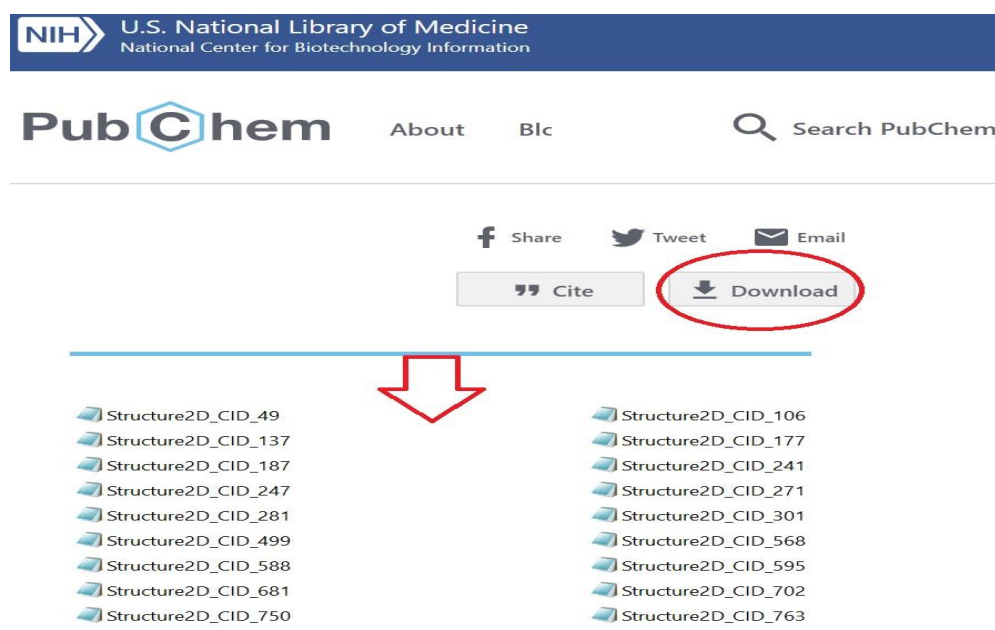 NIH U.S. National Library of Medicine
National Center for Biotechnology Information
PubChem About Blc Search PubChem
Share Tweet Email
Cite Download
Structure2D_CID_49 Structure2D_CID_106
Structure2D_CID_137 Structure2D_CID_177
Structure2D_CID_187 Structure2D_CID_241
Structure2D_CID_247 Structure2D_CID_271
Structure2D_CID_281 Structure2D_CID_301
Structure2D_CID_499 Structure2D_CID_568
Structure2D_CID_588 Structure2D_CID_595
Structure2D_CID_681 Structure2D_CID_702
Structure2D_CID_750 Structure2D_CID_763